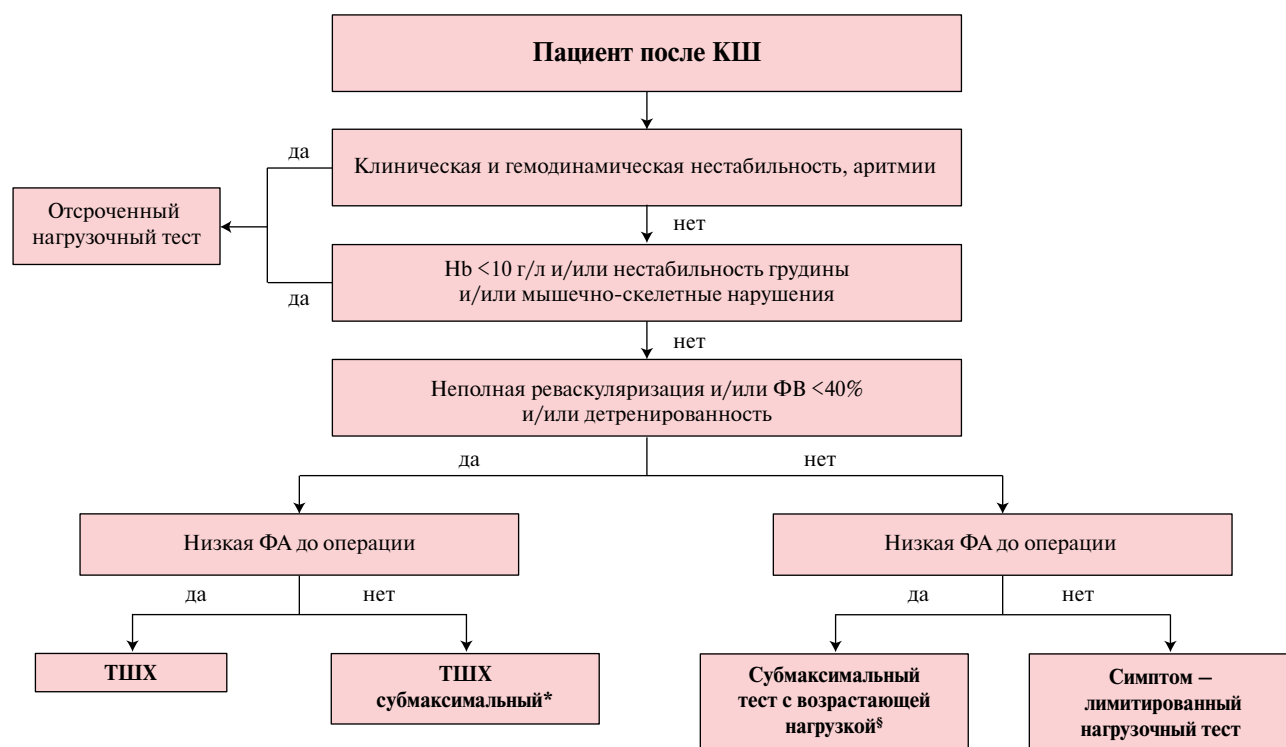 Пациент после КШ
да
Клиническая и гемодинамическая нестабильность, аритмии
Отсроченный
нагрузочный тест
нет
да
Hb <10 г/л и/или нестабильность грудины
и/или мышечно-скелетные нарушения
нет
Неполная реваскуляризация и/или ФВ <40%
и/или детренированность
да
нет
Низкая ФА до операции
Низкая ФА до операции
да
нет
да
нет
ТШХ
ТШХ
субмаксимальный*
Субмаксимальный
тест с возрастающей
нагрузкой§
Симптом –
лимитированный
нагрузочный тест